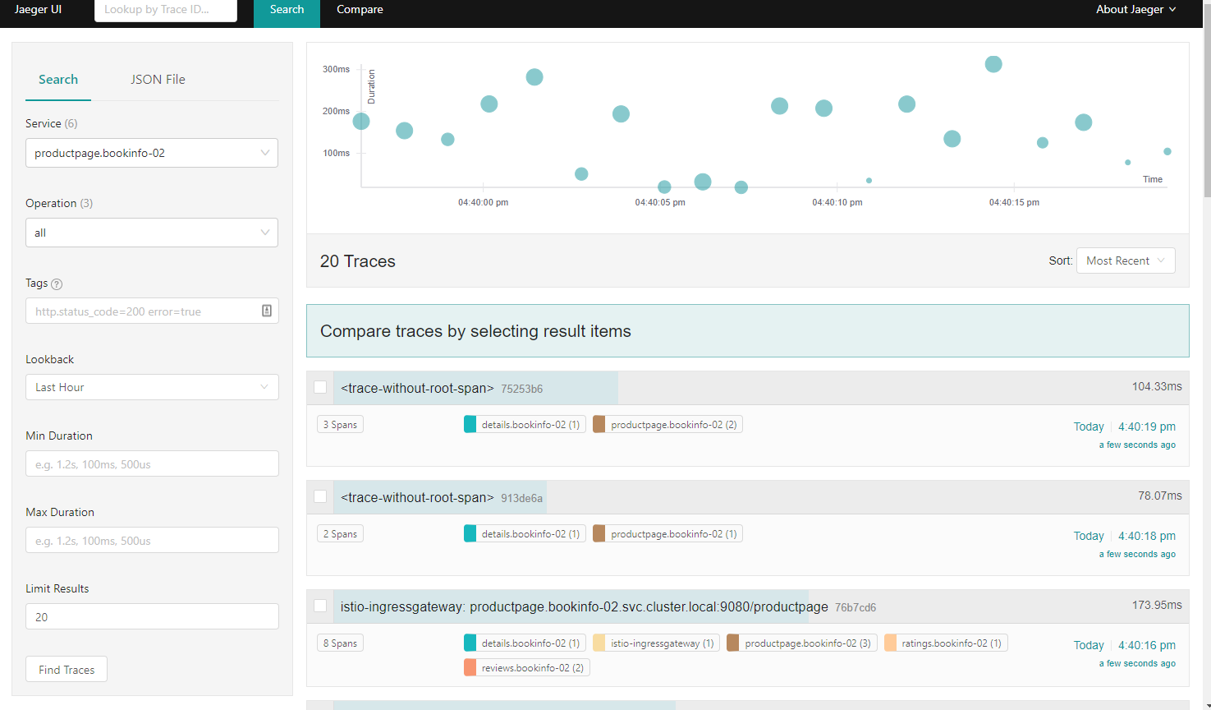 Jaeger UI
Lookup by Trace ID...
Search
Compare
About Jaeger
Search
JSON File
Service (6)
productpage.bookinfo-02
Operation (3)
all
Tags
http.status_code=200 error=true
Lookback
Last Hour
Min Duration
e.g. 1.2s, 100ms, 500us
Max Duration
e.g. 1.2s, 100ms, 500us
Limit Results
20
Find Traces
300ms
200ms
100ms
Duration
Time
04:40:00 pm
04:40:05 pm
04:40:10 pm
04:40:15 pm
20 Traces
Sort:
Most Recent
Compare traces by selecting result items
<trace-without-root-span> 75253b6
104.33ms
3 Spans
details.bookinfo-02 (1)
productpage.bookinfo-02 (2)
Today
4:40:19 pm
a few seconds ago
<trace-without-root-span> 913de6a
78.07ms
2 Spans
details.bookinfo-02 (1)
productpage.bookinfo-02 (1)
Today
4:40:18 pm
a few seconds ago
istio-ingressgateway: productpage.bookinfo-02.svc.cluster.local:9080/productpage 76b7cd6
173.95ms
8 Spans
details.bookinfo-02 (1)
istio-ingressgateway (1)
productpage.bookinfo-02 (3)
ratings.bookinfo-02 (1)
reviews.bookinfo-02 (2)
Today
4:40:16 pm
a few seconds ago